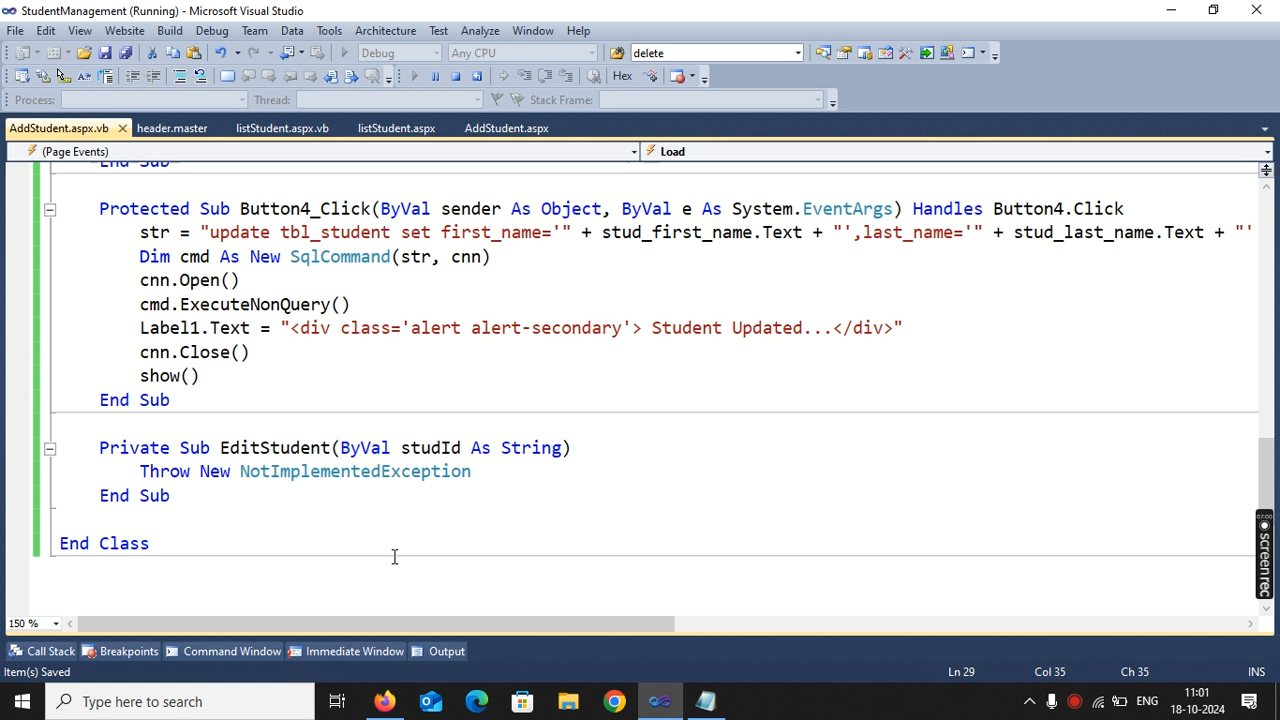 StudentManagement (Running) - Microsoft Visual Studio
File Edit View Website Build Debug Team Data Tools Architecture Test Analyze Window Help
Debug Any CPU delete
Hex
Process: Thread: Stack Frame:
AddStudent.aspx.vb header.master listStudent.aspx.vb listStudent.aspx AddStudent.aspx
(Page Events) Load
End Sub
Protected Sub Button4_Click(ByVal sender As Object, ByVal e As System.EventArgs) Handles Button4.Click
str = "update tbl_student set first_name='" + stud_first_name.Text + "',last_name='" + stud_last_name.Text + "'
Dim cmd As New SqlCommand(str, cnn)
cnn.Open()
cmd.ExecuteNonQuery()
Label1.Text = "<div class='alert alert-secondary'> Student Updated...</div>"
cnn.Close()
show()
End Sub
Private Sub EditStudent(ByVal studId As String)
Throw New NotImplementedException
End Sub
End Class
07:00
screen rec
150 %
Call Stack Breakpoints Command Window Immediate Window Output
Item(s) Saved Ln 29 Col 35 Ch 35 INS
Type here to search
ENG
11:01
18-10-2024